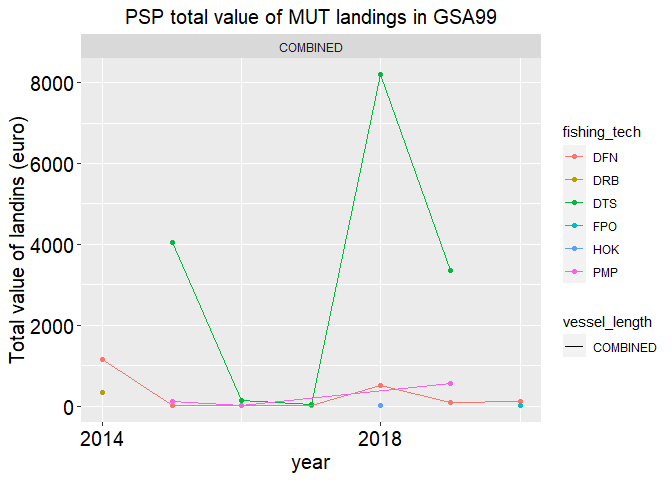 PSP total value of MUT landings in GSA99
COMBINED
Total value of landins (euro)
8000
6000
4000
2000
0
2014
2018
year
fishing_tech
DFN
DRB
DTS
FPO
HOK
PMP
vessel_length
COMBINED